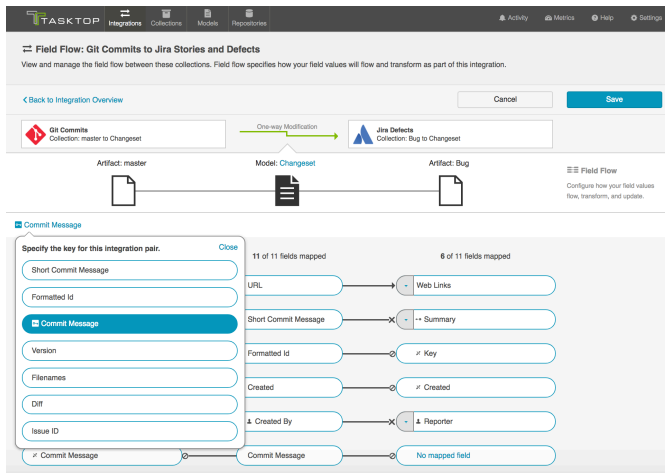 TASKTOP
Integrations
Collections
Models
Repositories
Activity
Metrics
Help
Settings
Field Flow: Git Commits to Jira Stories and Defects
View and manage the field flow between these collections. Field flow specifies how your field values will flow and transform as part of this integration.
Back to Integration Overview
Cancel
Save
Git Commits
Collection: master to Changeset
One-way Modification
Jira Defects
Collection: Bug to Changeset
Artifact: master
Model: Changeset
Artifact: Bug
Field Flow
Configure how your field values
flow, transform, and update.
Commit Message
Specify the key for this integration pair.
Close
Short Commit Message
Formatted Id
Commit Message
Version
Filenames
Diff
Issue ID
11 of 11 fields mapped
6 of 11 fields mapped
URL
Web Links
Short Commit Message
Summary
Formatted Id
Key
Created
Created
Created By
Reporter
Commit Message
Commit Message
No mapped field